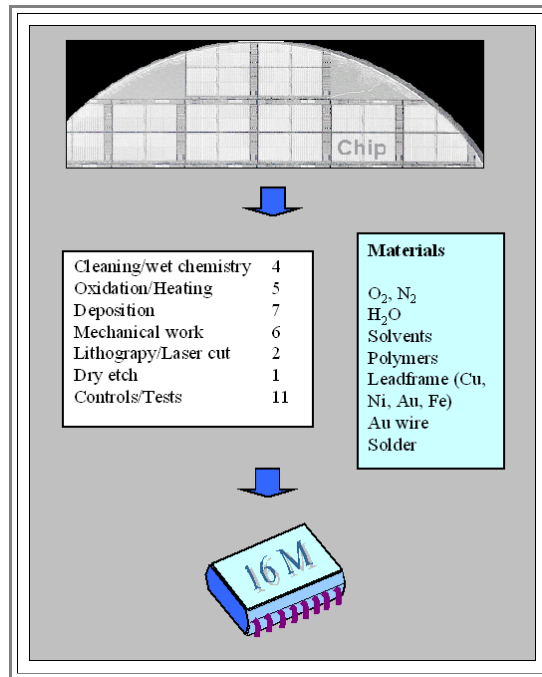 Chip
Cleaning/wet chemistry 4
Oxidation/Heating 5
Deposition 7
Mechanical work 6
Lithograpy/Laser cut 2
Dry etch 1
Controls/Tests 11
Materials
O₂, N₂
H₂O
Solvents
Polymers
Leadframe (Cu,
Ni, Au, Fe)
Au wire
Solder
16 M